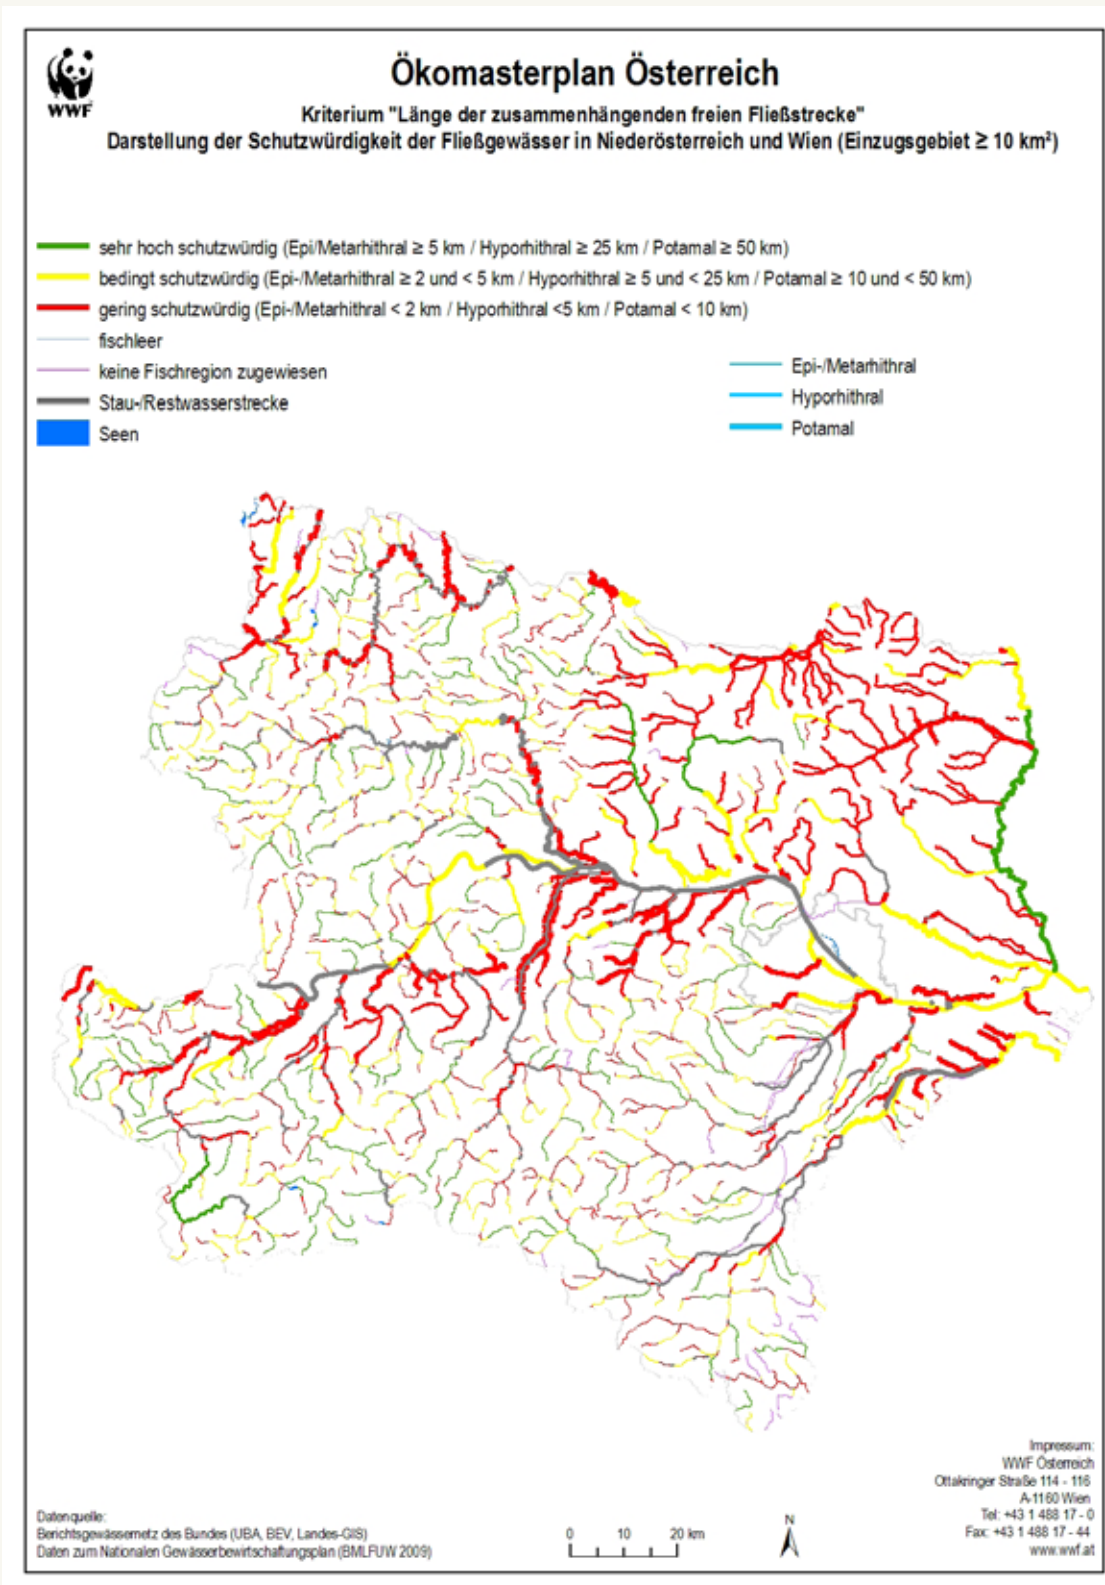 WWF
Ökomasterplan Österreich
Kriterium "Länge der zusammenhängenden freien Fließstrecke"
Darstellung der Schutzwürdigkeit der Fließgewässer in Niederösterreich und Wien (Einzugsgebiet ≥ 10 km²)
sehr hoch schutzwürdig (Epi/Metarhithral ≥ 5 km / Hyporhithral ≥ 25 km / Potamal ≥ 50 km)
bedingt schutzwürdig (Epi-/Metarhithral ≥ 2 und < 5 km / Hyporhithral ≥ 5 und < 25 km / Potamal ≥ 10 und < 50 km)
gering schutzwürdig (Epi-/Metarhithral < 2 km / Hyporhithral <5 km / Potamal < 10 km)
fischleer
keine Fischregion zugewiesen
Stau-/Restwasserstrecke
Seen
Epi-/Metarhithral
Hyporhithral
Potamal
Datenquelle:
Berichtsgewässernetz des Bundes (UBA, BEV, Landes-GIS)
Daten zum Nationalen Gewässerbewirtschaftungsplan (BMLFUW 2009)
0 10 20 km
N
Impressum:
WWF Österreich
Ottakringer Straße 114 - 116
A-1160 Wien
Tel: +43 1 488 17 - 0
Fax: +43 1 488 17 - 44
www.wwf.at